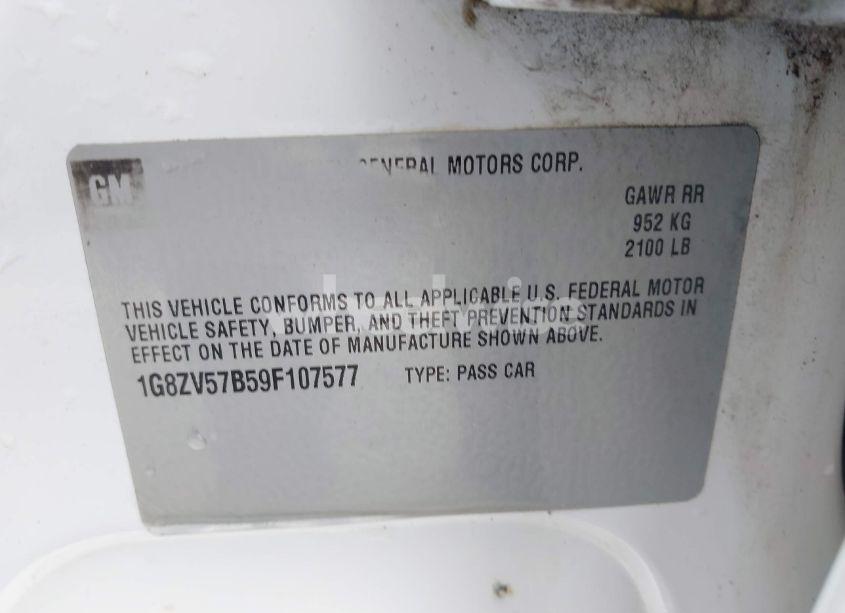 GM
GENERAL MOTORS CORP.
GAWR RR
952 KG
2100 LB
THIS VEHICLE CONFORMS TO ALL APPLICABLE U.S. FEDERAL MOTOR
VEHICLE SAFETY, BUMPER, AND THEFT PREVENTION STANDARDS IN
EFFECT ON THE DATE OF MANUFACTURE SHOWN ABOVE.
1G8ZV57B59F107577 TYPE: PASS CAR